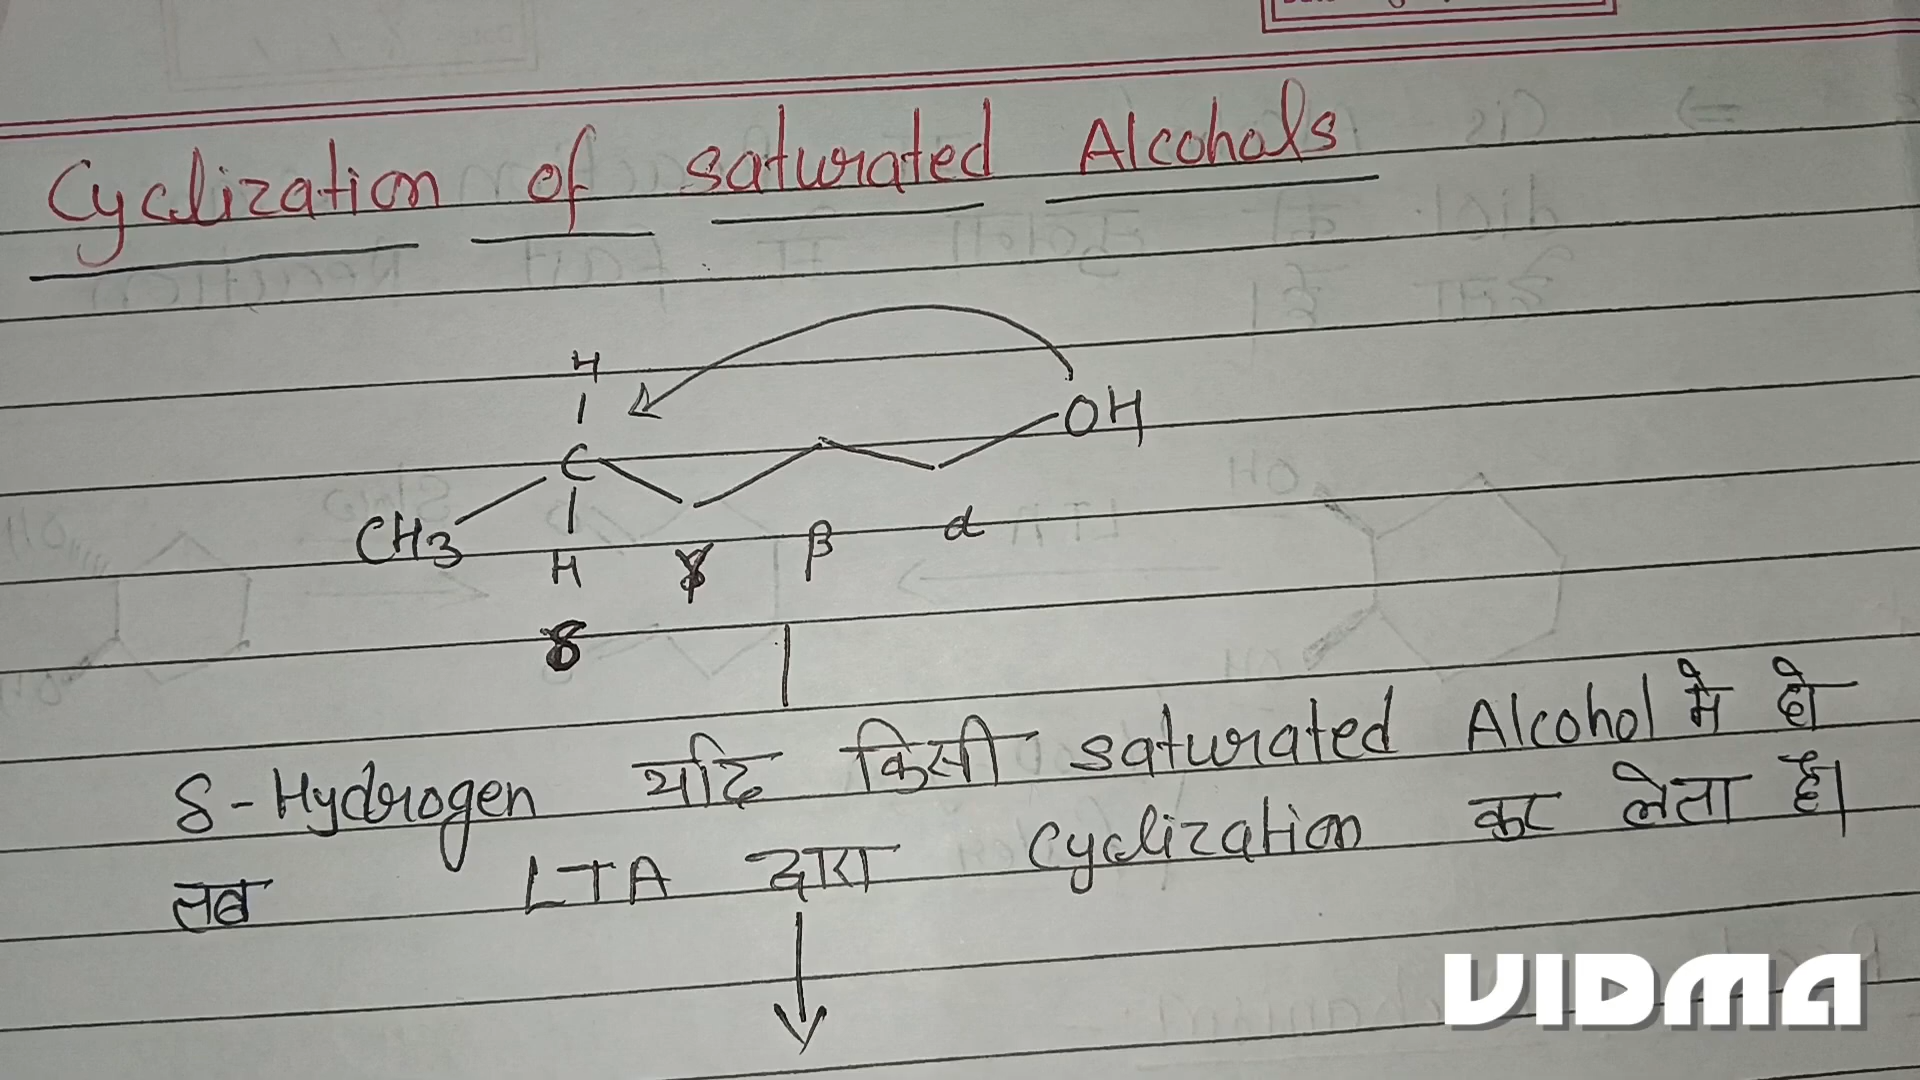 Cyclization of saturated Alcohols
H
C
OH
CH3
H γ β α
δ
δ-Hydrogen यदि किसी saturated Alcohol मे हो
तब LTA द्वारा Cyclization कर लेता है।
VIDMA